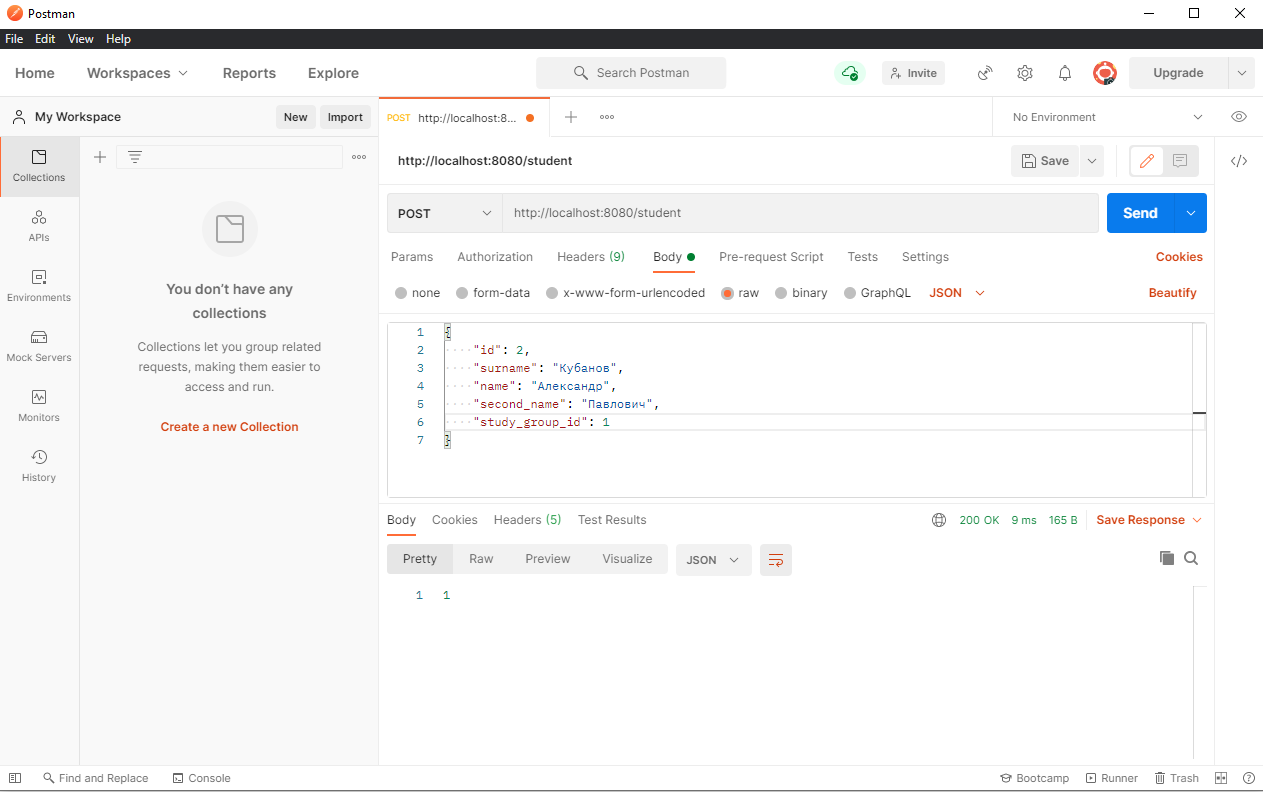 Postman
File Edit View Help
Home Workspaces Reports Explore Search Postman Invite Upgrade
My Workspace New Import POST http://localhost:8... No Environment
Collections
APIs
Environments
Mock Servers
Monitors
History
You don’t have any
collections
Collections let you group related
requests, making them easier to
access and run.
Create a new Collection
http://localhost:8080/student Save
POST http://localhost:8080/student Send
Params Authorization Headers (9) Body Pre-request Script Tests Settings Cookies
none form-data x-www-form-urlencoded raw binary GraphQL JSON Beautify
1 {
2 "id": 2,
3 "surname": "Кубанов",
4 "name": "Александр",
5 "second_name": "Павлович",
6 "study_group_id": 1
7 }
Body Cookies Headers (5) Test Results 200 OK 9 ms 165 B Save Response
Pretty Raw Preview Visualize JSON
1 1
Find and Replace Console Bootcamp Runner Trash